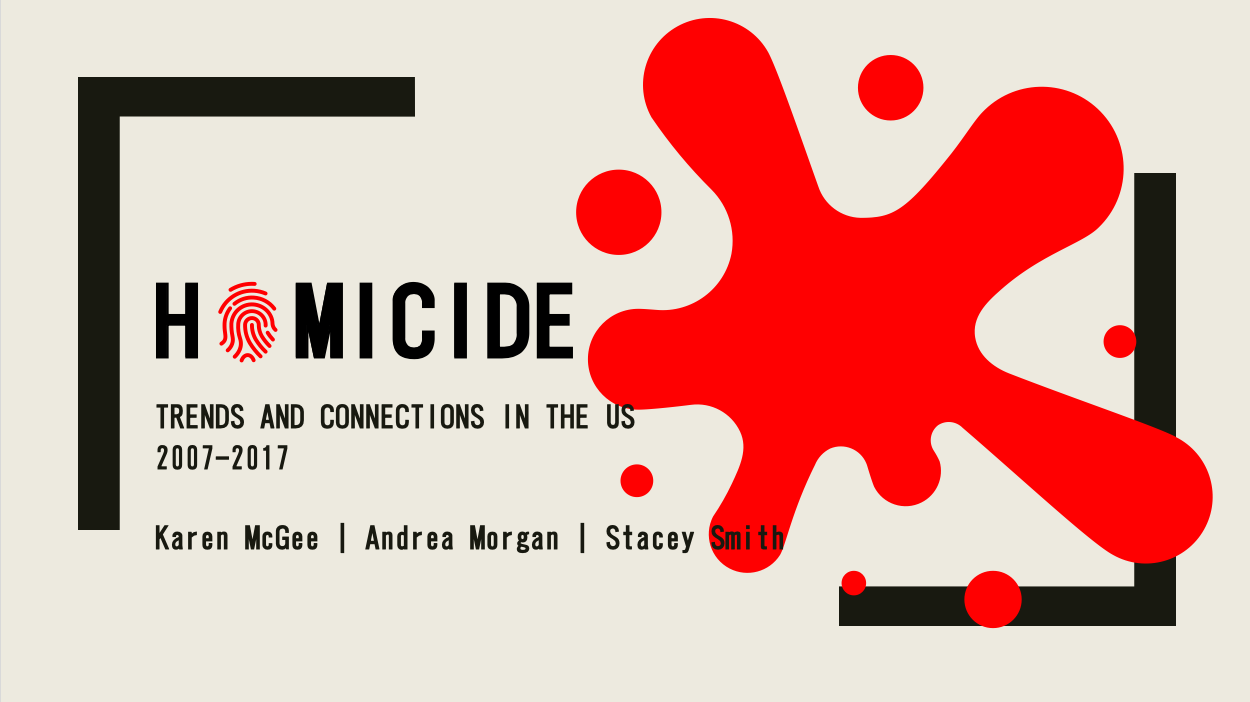 HOMICIDE
TRENDS AND CONNECTIONS IN THE US
2007-2017
Karen McGee | Andrea Morgan | Stacey Smith